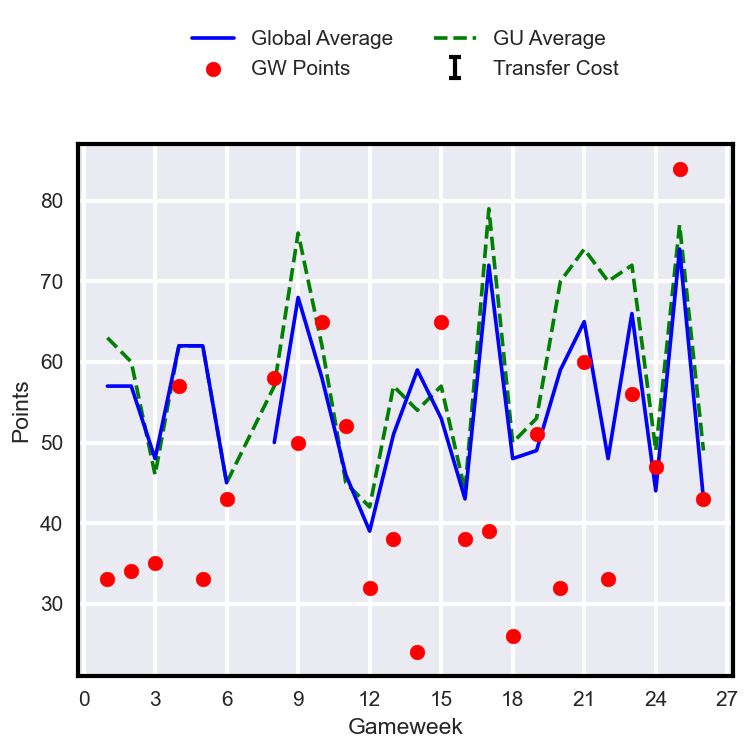 Global Average
GU Average
GW Points
Transfer Cost
80
70
60
50
40
30
Points
0 3 6 9 12 15 18 21 24 27
Gameweek